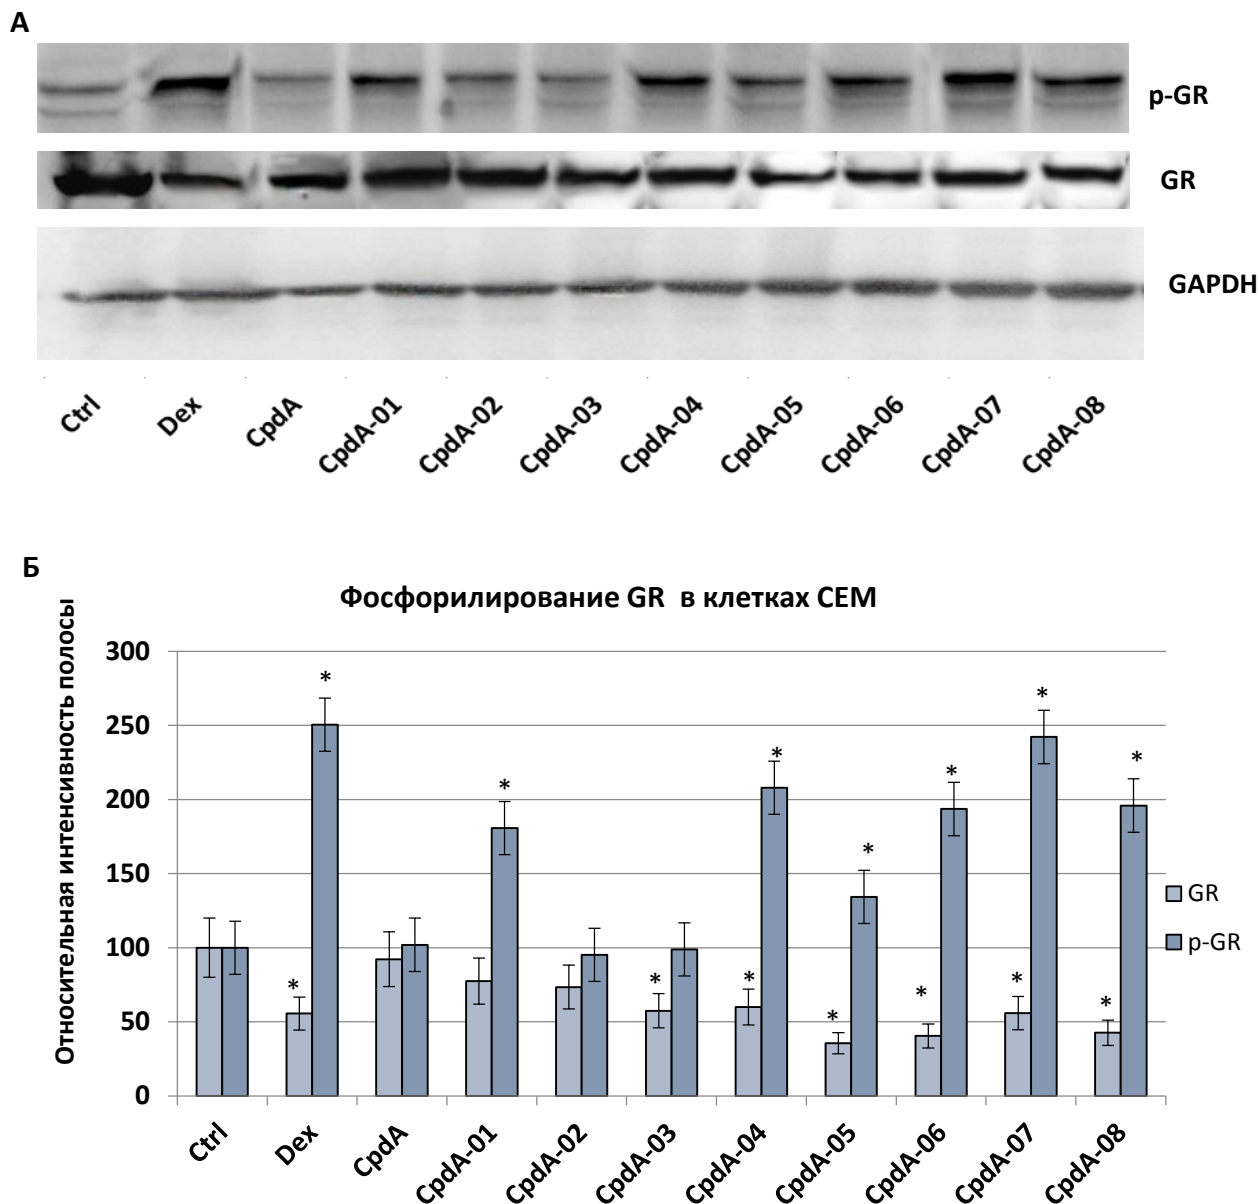 А
p-GR
GR
GAPDH
Ctrl
Dex
CpdA
CpdA-01
CpdA-02
CpdA-03
CpdA-04
CpdA-05
CpdA-06
CpdA-07
CpdA-08
Б
Фосфорилирование GR в клетках CEM
Относительная интенсивность полосы
300
250
200
150
100
50
0
* * * * * * *
* * * * * *
GR
p-GR
Ctrl
Dex
CpdA
CpdA-01
CpdA-02
CpdA-03
CpdA-04
CpdA-05
CpdA-06
CpdA-07
CpdA-08